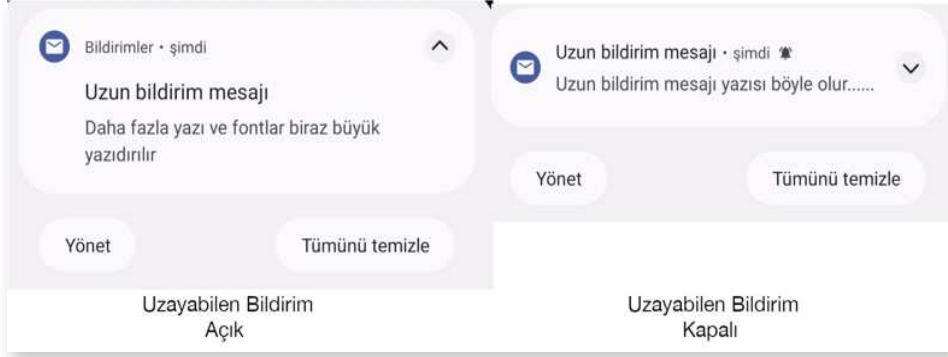 Bildirimler • şimdi
Uzun bildirim mesajı
Daha fazla yazı ve fontlar biraz büyük
yazıdırılır
Yönet
Tümünü temizle
Uzayabilen Bildirim
Açık
Uzun bildirim mesajı • şimdi
Uzun bildirim mesajı yazısı böyle olur......
Yönet
Tümünü temizle
Uzayabilen Bildirim
Kapalı